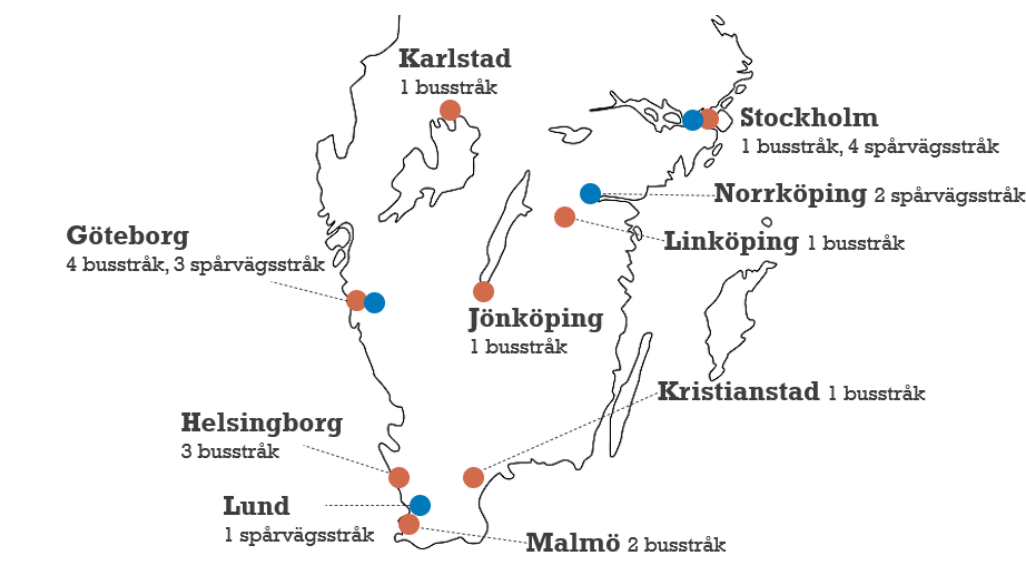 Karlstad
1 busstråk
Stockholm
1 busstråk, 4 spårvägsstråk
Norrköping 2 spårvägsstråk
Linköping 1 busstråk
Göteborg
4 busstråk, 3 spårvägsstråk
Jönköping
1 busstråk
Kristianstad 1 busstråk
Helsingborg
3 busstråk
Lund
1 spårvägsstråk
Malmö 2 busstråk